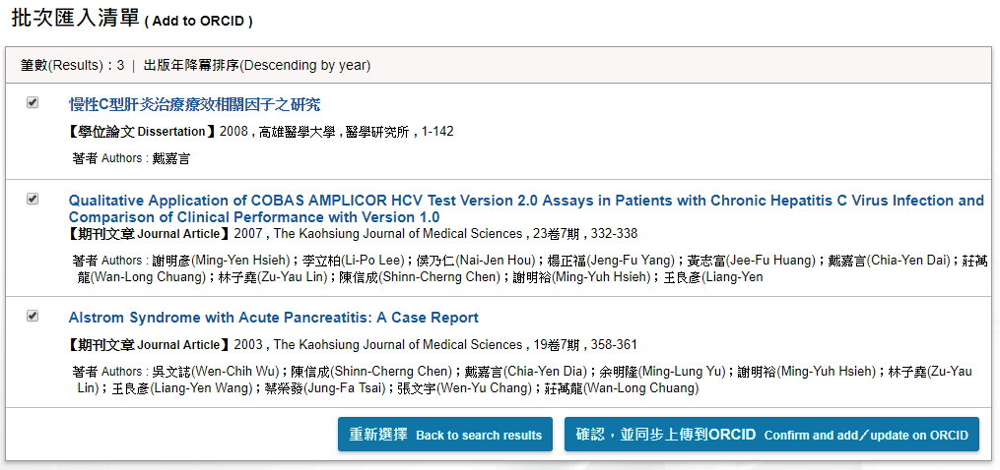 批次匯入清單 ( Add to ORCID )
筆數(Results)：3 | 出版年降冪排序(Descending by year)
慢性C型肝炎治療療效相關因子之研究
【學位論文 Dissertation】2008 , 高雄醫學大學 , 醫學研究所 , 1-142
著者 Authors : 戴嘉言
Qualitative Application of COBAS AMPLICOR HCV Test Version 2.0 Assays in Patients with Chronic Hepatitis C Virus Infection and
Comparison of Clinical Performance with Version 1.0
【期刊文章 Journal Article】2007 , The Kaohsiung Journal of Medical Sciences , 23卷7期 , 332-338
著者 Authors : 謝明彥(Ming-Yen Hsieh)；李立柏(Li-Po Lee)；侯乃仁(Nai-Jen Hou)；楊正福(Jeng-Fu Yang)；黃志富(Jee-Fu Huang)；戴嘉言(Chia-Yen Dai)；莊萬
龍(Wan-Long Chuang)；林子堯(Zu-Yau Lin)；陳信成(Shinn-Cherng Chen)；謝明裕(Ming-Yuh Hsieh)；王良彥(Liang-Yen
Alstrom Syndrome with Acute Pancreatitis: A Case Report
【期刊文章 Journal Article】2003 , The Kaohsiung Journal of Medical Sciences , 19卷7期 , 358-361
著者 Authors : 吳文誌(Wen-Chih Wu)；陳信成(Shinn-Cherng Chen)；戴嘉言(Chia-Yen Dia)；余明隆(Ming-Lung Yu)；謝明裕(Ming-Yuh Hsieh)；林子堯(Zu-Yau
Lin)；王良彥(Liang-Yen Wang)；蔡榮發(Jung-Fa Tsai)；張文宇(Wen-Yu Chang)；莊萬龍(Wan-Long Chuang)
重新選擇 Back to search results
確認，並同步上傳到ORCID Confirm and add／update on ORCID